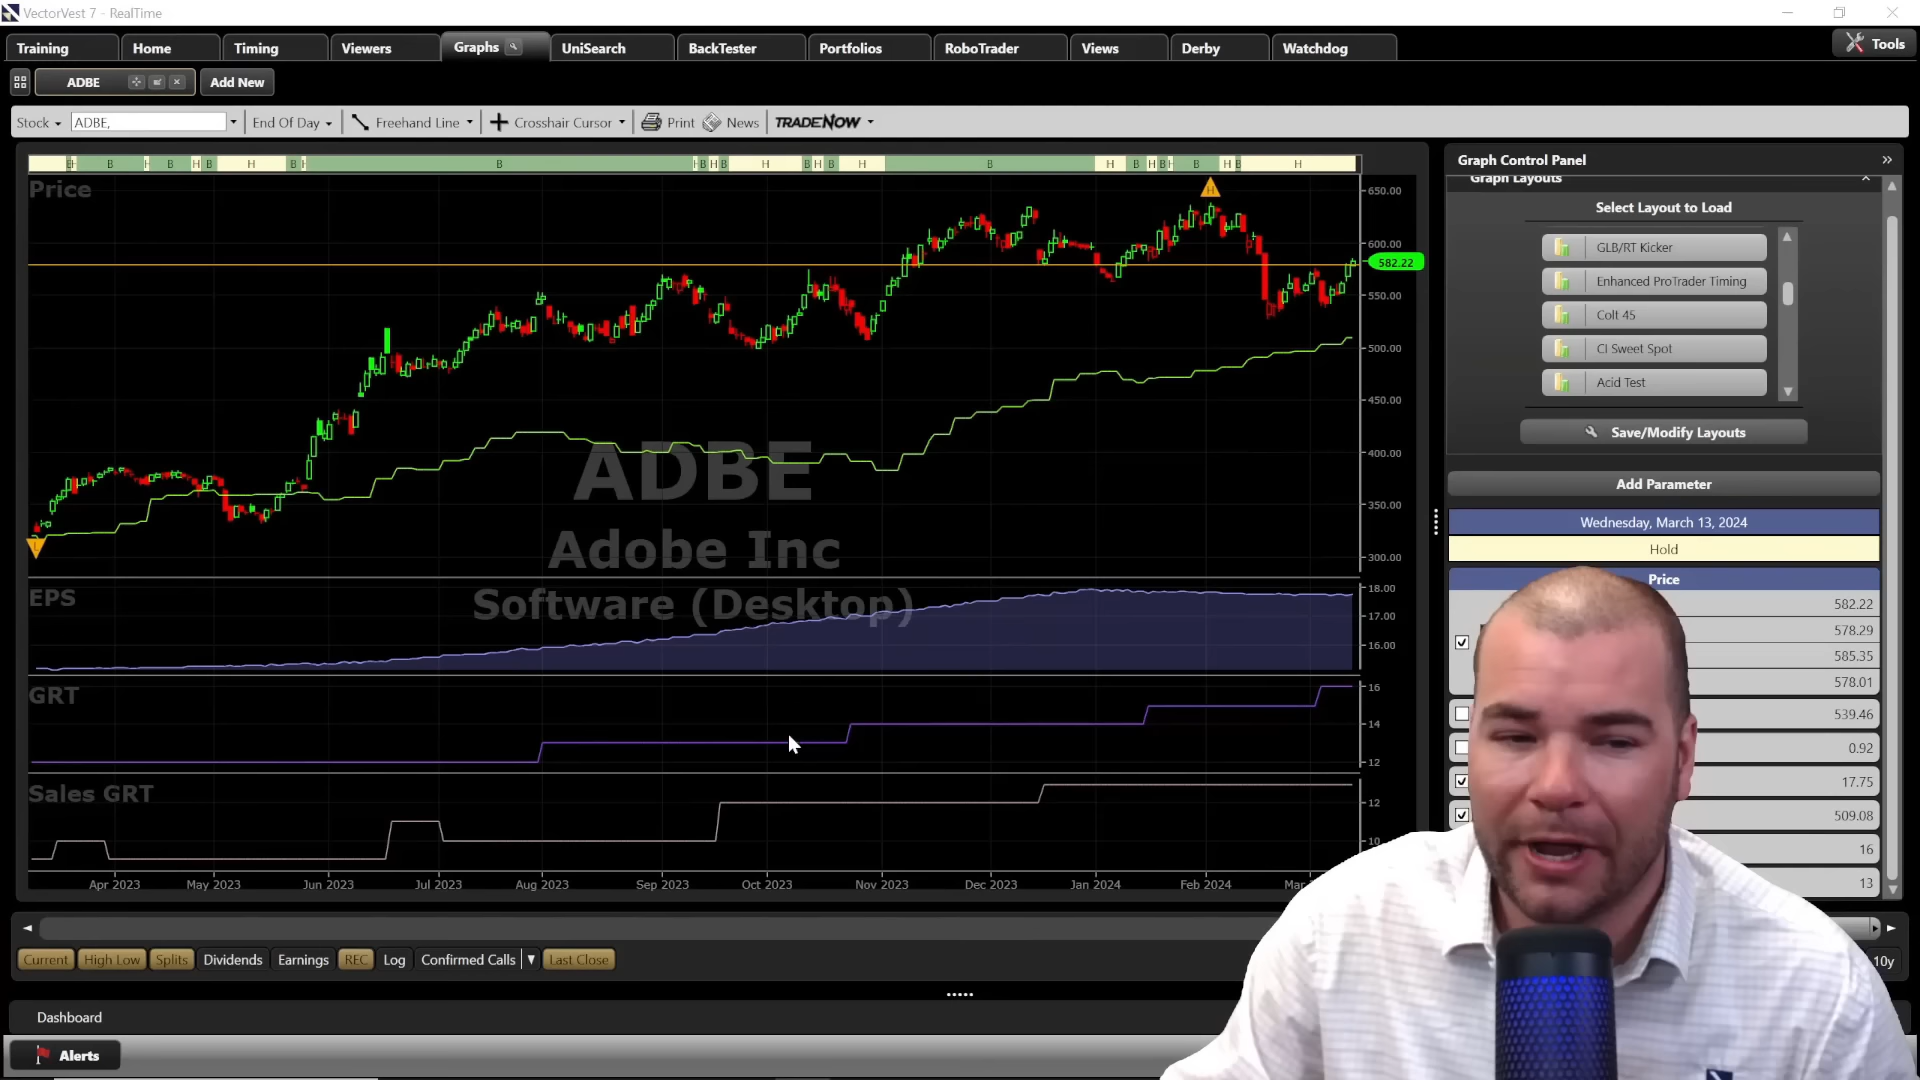 VectorVest 7 - RealTime
Training Home Timing Viewers Graphs UniSearch BackTester Portfolios RoboTrader Views Derby Watchdog Tools
ADBE Add New
Stock ADBE, End Of Day Freehand Line Crosshair Cursor Print News TRADENOW
H B H B H B H B H B H B H B H B H B H B H B H B H B H
Graph Control Panel
Graph Layouts
Select Layout to Load
GLB/RT Kicker
Enhanced ProTrader Timing
Colt 45
CI Sweet Spot
Acid Test
Save/Modify Layouts
Add Parameter
Wednesday, March 13, 2024
Hold
Price
582.22
578.29
585.35
578.01
539.46
0.92
17.75
509.08
16
13
Price
H
L
650.00
600.00
582.22
550.00
500.00
450.00
400.00
350.00
300.00
ADBE
Adobe Inc
Software (Desktop)
EPS
18.00
17.00
16.00
GRT
16
14
12
Sales GRT
12
10
Apr 2023 May 2023 Jun 2023 Jul 2023 Aug 2023 Sep 2023 Oct 2023 Nov 2023 Dec 2023 Jan 2024 Feb 2024
Current High Low Splits Dividends Earnings REC Log Confirmed Calls Last Close 10y
Dashboard
Alerts